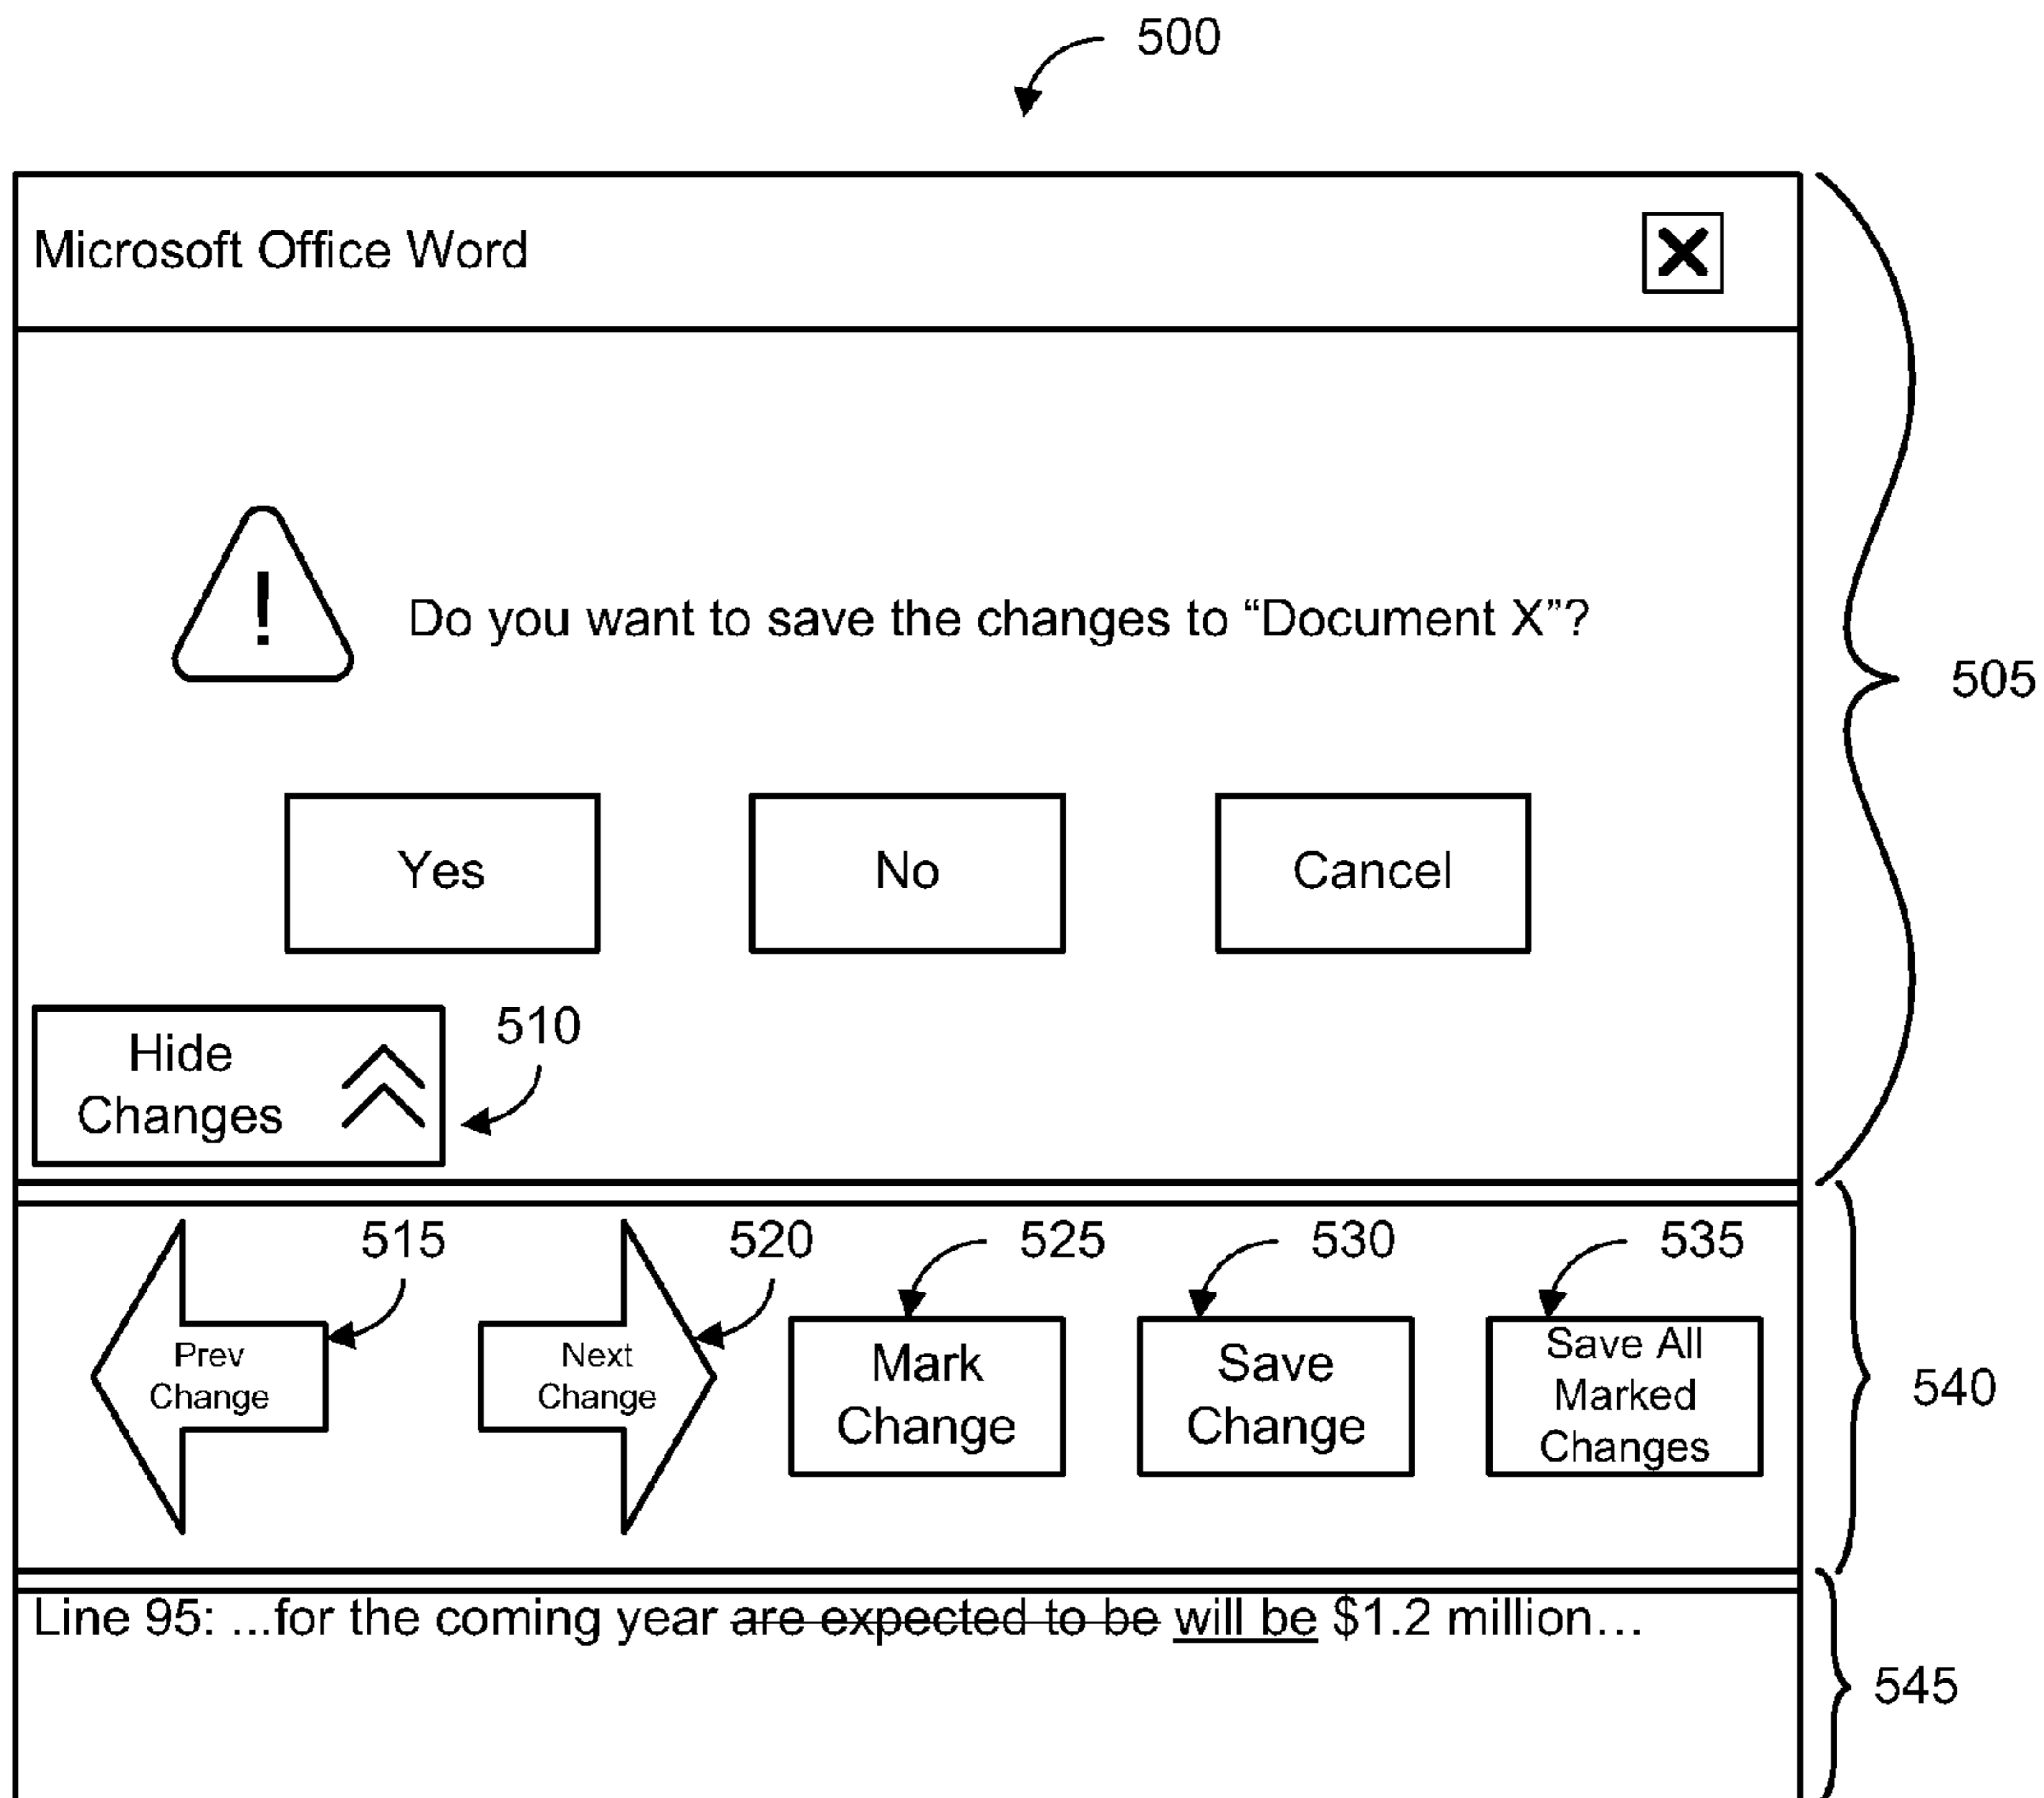 500
Microsoft Office Word
Do you want to save the changes to “Document X”?
505
Yes
No
Cancel
Hide
Changes
510
515
520
525
530
535
Prev
Change
Next
Change
Mark
Change
Save
Change
Save All
Marked
Changes
540
Line 95: ...for the coming year are expected to be will be $1.2 million...
545